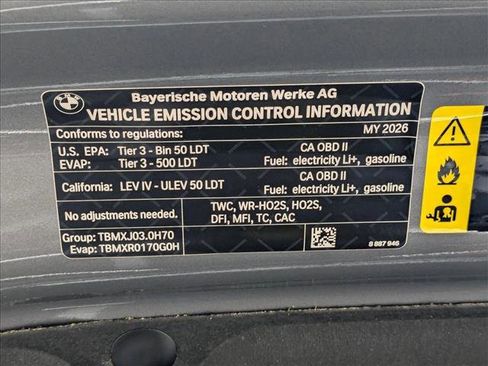 BMW
Bayerische Motoren Werke AG
VEHICLE EMISSION CONTROL INFORMATION
Conforms to regulations: MY 2026
U.S. EPA: Tier 3 - Bin 50 LDT CA OBD II
EVAP: Tier 3 - 500 LDT Fuel: electricity Li+, gasoline
California: LEV IV - ULEV 50 LDT CA OBD II
Fuel: electricity Li+, gasoline
No adjustments needed. TWC, WR-HO2S, HO2S,
DFI, MFI, TC, CAC
Group: TBMXJ03.0H70
Evap: TBMXR0170G0H 8 887 946